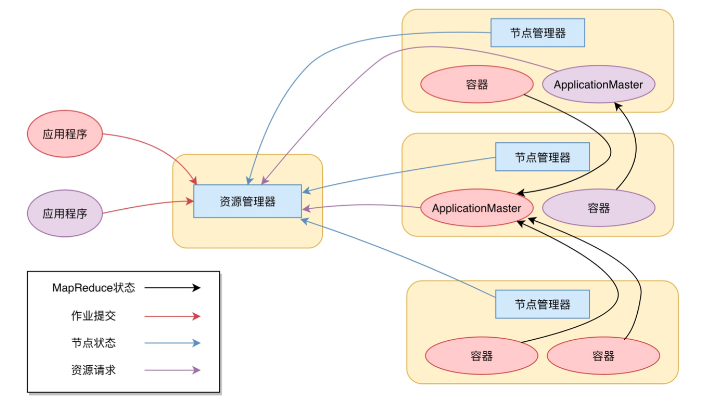 节点管理器
容器
ApplicationMaster
应用程序
节点管理器
资源管理器
应用程序
ApplicationMaster
容器
MapReduce状态
作业提交
节点状态
资源请求
节点管理器
容器
容器